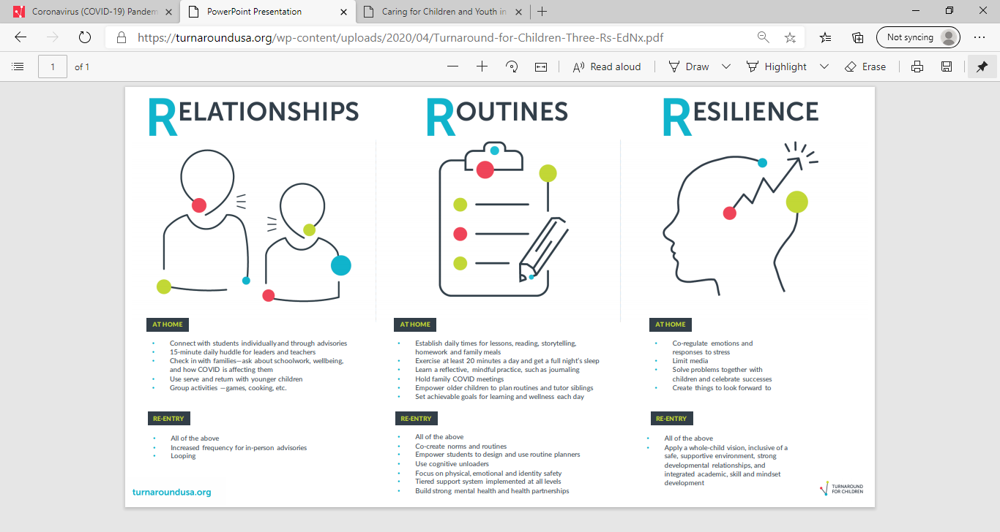 Coronavirus (COVID-19) Pandem
PowerPoint Presentation
Caring for Children and Youth in
https://turnaroundusa.org/wp-content/uploads/2020/04/Turnaround-for-Children-Three-Rs-EdNx.pdf
Not syncing
1 of 1
Read aloud
Draw
Highlight
Erase
RELATIONSHIPS
AT HOME
• Connect with students individually and through advisories
• 15-minute daily huddle for leaders and teachers
• Check in with families—ask about schoolwork, wellbeing,
and how COVID is affecting them
• Use serve and return with younger children
• Group activities —games, cooking, etc.
RE-ENTRY
• All of the above
• Increased frequency for in-person advisories
• Looping
turnaroundusa.org
ROUTINES
AT HOME
• Establish daily times for lessons, reading, storytelling,
homework and family meals
• Exercise at least 20 minutes a day and get a full night's sleep
• Learn a reflective, mindful practice, such as journaling
• Hold family COVID meetings
• Empower older children to plan routines and tutor siblings
• Set achievable goals for learning and wellness each day
RE-ENTRY
• All of the above
• Co-create norms and routines
• Empower students to design and use routine planners
• Use cognitive unloaders
• Focus on physical, emotional and identity safety
• Tiered support system implemented at all levels
• Build strong mental health and health partnerships
RESILIENCE
AT HOME
• Co-regulate emotions and
responses to stress
• Limit media
• Solve problems together with
children and celebrate successes
• Create things to look forward to
RE-ENTRY
• All of the above
• Apply a whole-child vision, inclusive of a
safe, supportive environment, strong
developmental relationships, and
integrated academic, skill and mindset
development
TURNAROUND
FOR CHILDREN